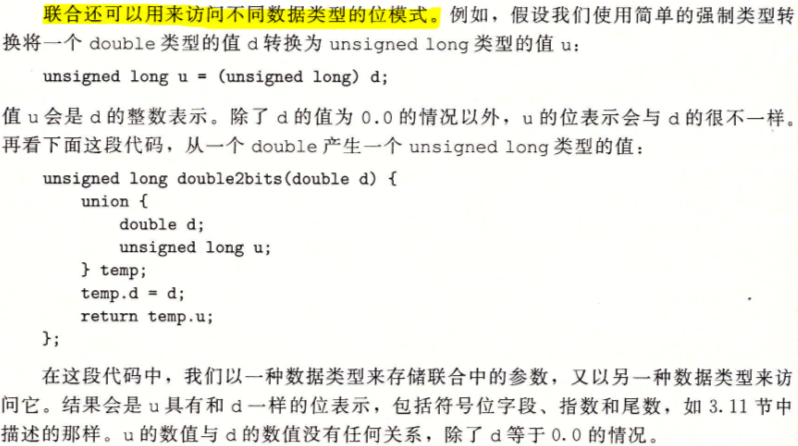 联合还可以用来访问不同数据类型的位模式。例如，假设我们使用简单的强制类型转
换将一个 double 类型的值 d 转换为 unsigned long 类型的值 u：
unsigned long u = (unsigned long) d;
值 u 会是 d 的整数表示。除了 d 的值为 0.0 的情况以外，u 的位表示会与 d 的很不一样。
再看下面这段代码，从一个 double 产生一个 unsigned long 类型的值：
unsigned long double2bits(double d) {
union {
double d;
unsigned long u;
} temp;
temp.d = d;
return temp.u;
};
在这段代码中，我们以一种数据类型来存储联合中的参数，又以另一种数据类型来访
问它。结果会是 u 具有和 d 一样的位表示，包括符号位字段、指数和尾数，如 3.11 节中
描述的那样。u 的数值与 d 的数值没有任何关系，除了 d 等于 0.0 的情况。